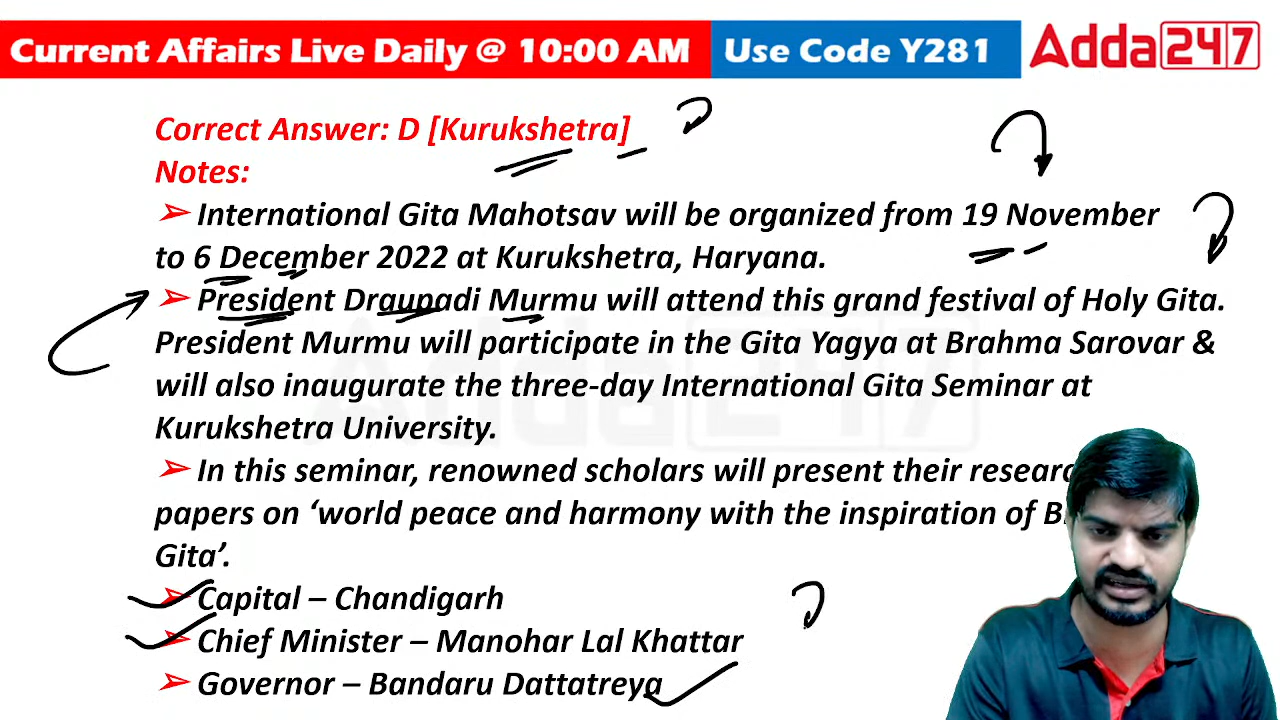 Current Affairs Live Daily @ 10:00 AM Use Code Y281 Adda247
Correct Answer: D [Kurukshetra]
Notes:
➢ International Gita Mahotsav will be organized from 19 November
to 6 December 2022 at Kurukshetra, Haryana.
➢ President Draupadi Murmu will attend this grand festival of Holy Gita.
President Murmu will participate in the Gita Yagya at Brahma Sarovar &
will also inaugurate the three-day International Gita Seminar at
Kurukshetra University.
➢ In this seminar, renowned scholars will present their
papers on ‘world peace and harmony with the inspiration of
Gita’.
➢ Capital – Chandigarh
➢ Chief Minister – Manohar Lal Khattar
➢ Governor – Bandaru Dattatreya
Adda247